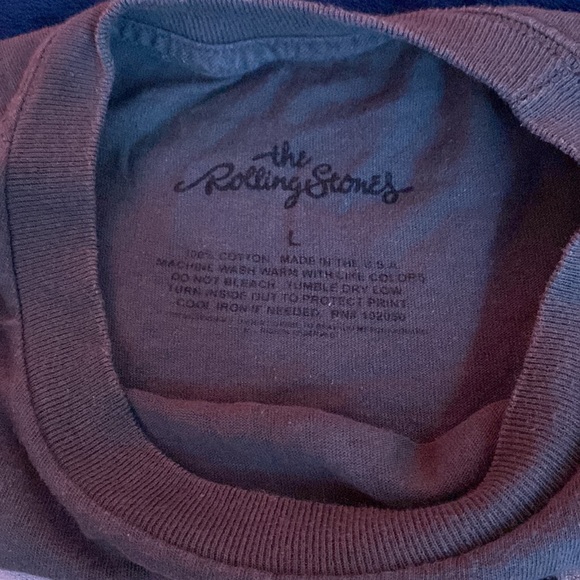 the
Rolling Stones
L
100% COTTON. MADE IN THE U.S.A.
MACHINE WASH WARM WITH LIKE COLORS
DO NOT BLEACH. TUMBLE DRY LOW
TURN INSIDE OUT TO PROTECT PRINT
COOL IRON IF NEEDED. RN# 102050